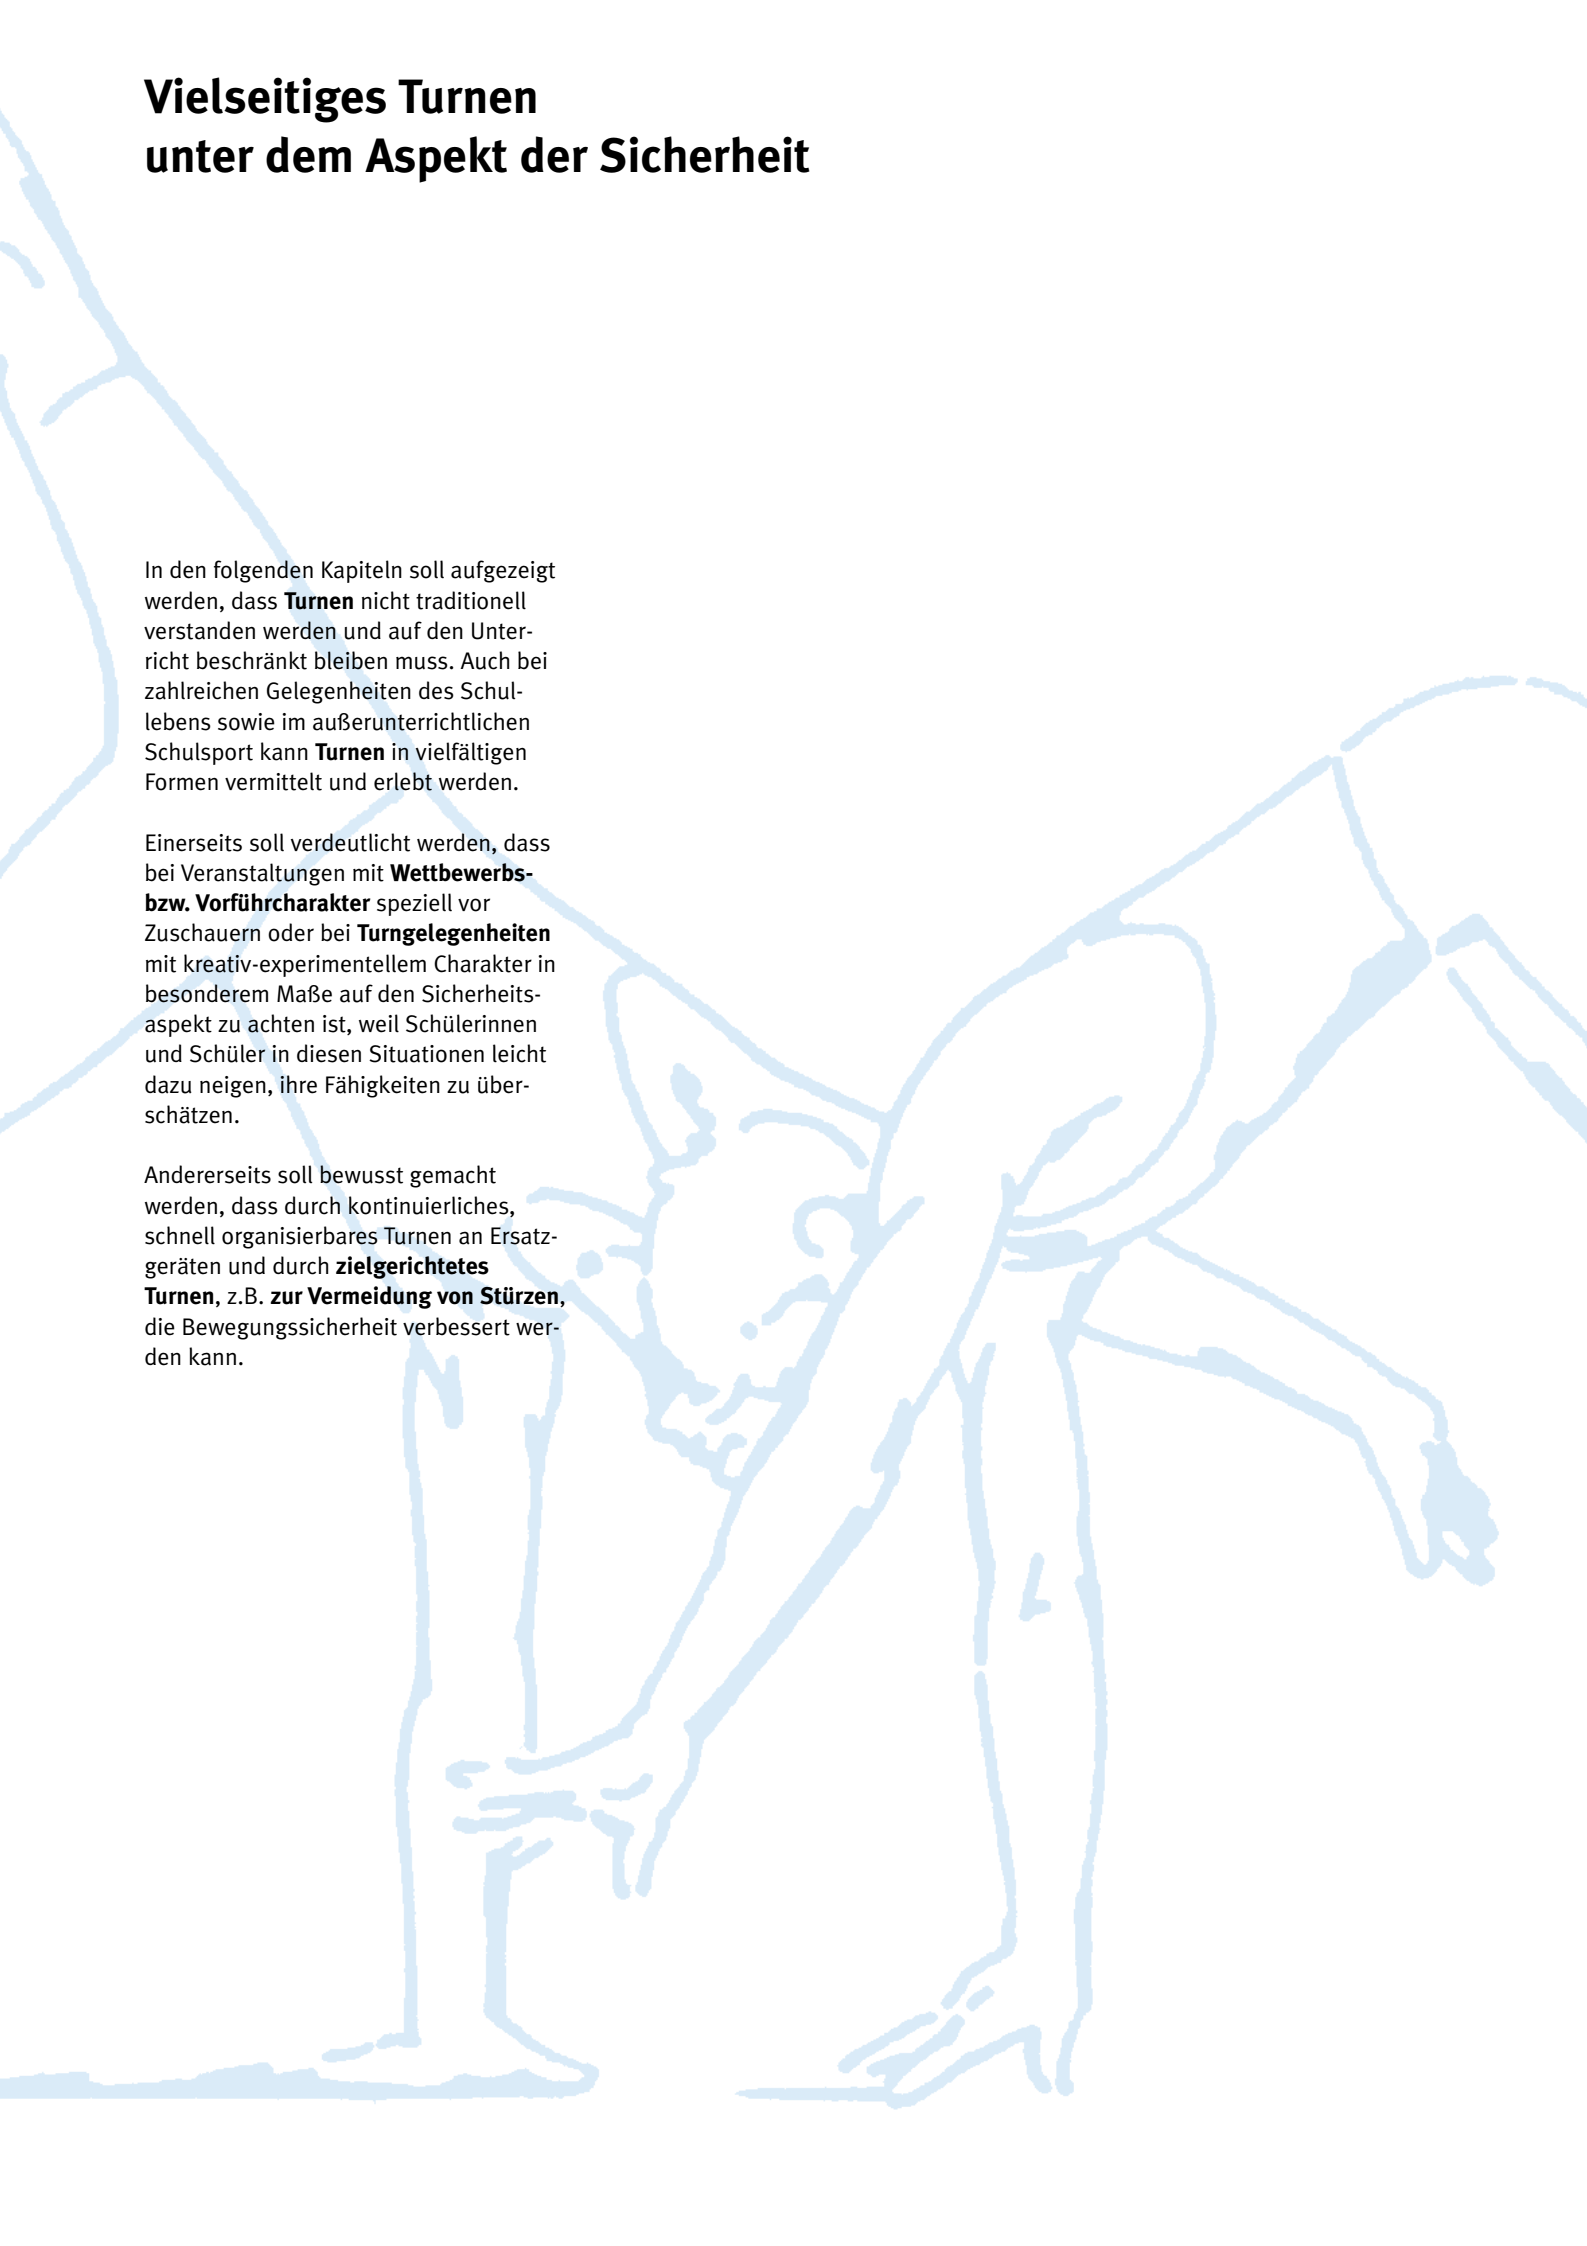 Vielseitiges Turnen
unter dem Aspekt der Sicherheit
In den folgenden Kapiteln soll aufgezeigt
werden, dass Turnen nicht traditionell
verstanden werden und auf den Unter-
richt beschränkt bleiben muss. Auch bei
zahlreichen Gelegenheiten des Schul-
lebens sowie im außerunterrichtlichen
Schulsport kann Turnen in vielfältigen
Formen vermittelt und erlebt werden.
Einerseits soll verdeutlicht werden, dass
bei Veranstaltungen mit Wettbewerbs-
bzw. Vorführcharakter speziell vor
Zuschauern oder bei Turngelegenheiten
mit kreativ-experimentellem Charakter in
besonderem Maße auf den Sicherheits-
aspekt zu achten ist, weil Schülerinnen
und Schüler in diesen Situationen leicht
dazu neigen, ihre Fähigkeiten zu über-
schätzen.
Andererseits soll bewusst gemacht
werden, dass durch kontinuierliches,
schnell organisierbares Turnen an Ersatz-
geräten und durch zielgerichtetes
Turnen, z.B. zur Vermeidung von Stürzen,
die Bewegungssicherheit verbessert wer-
den kann.